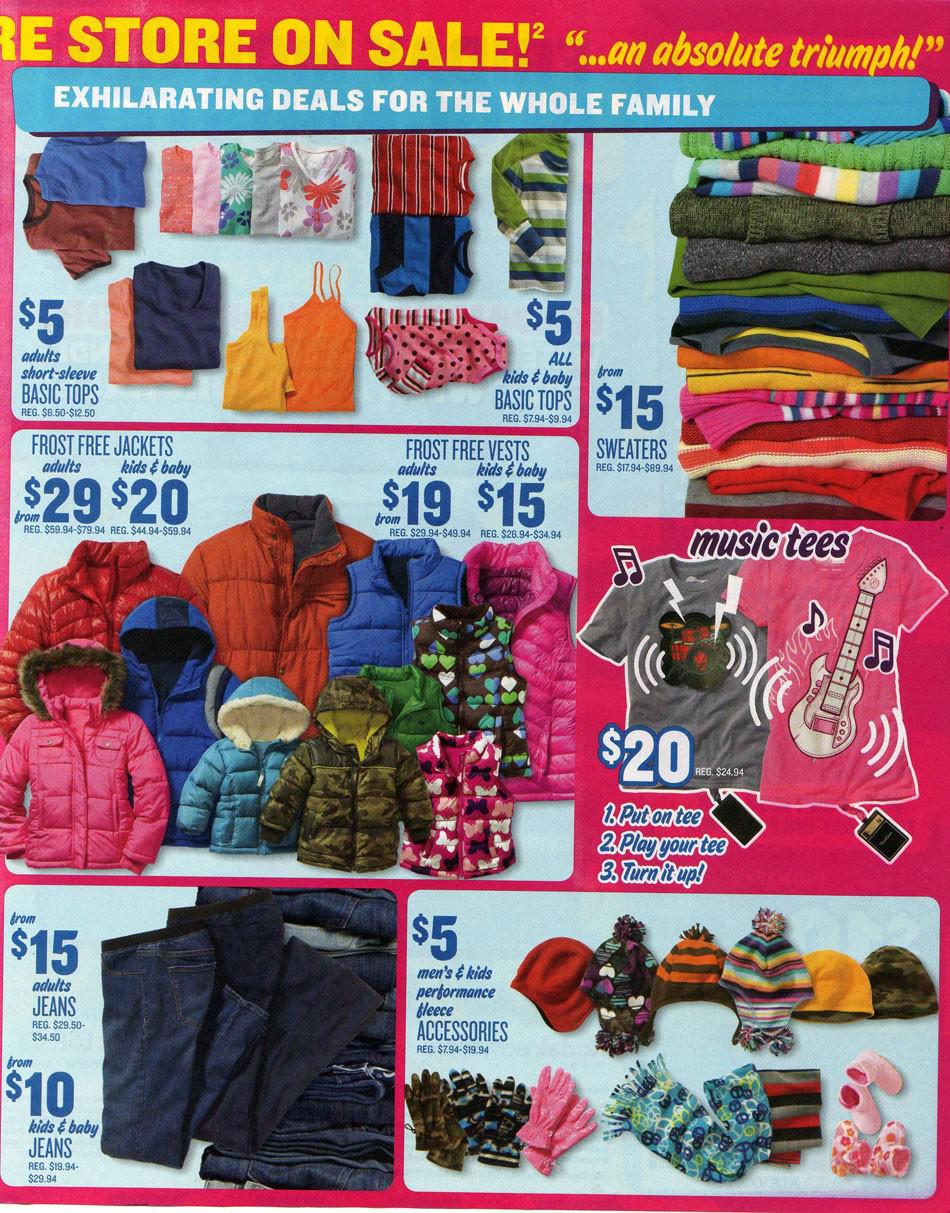 RE STORE ON SALE!² “...an absolute triumph!”
EXHILARATING DEALS FOR THE WHOLE FAMILY
$5
adults
short-sleeve
BASIC TOPS
REG. $6.50-$12.50
$5
ALL
kids & baby
BASIC TOPS
REG. $7.94-$9.94
from
$15
SWEATERS
REG. $17.94-$89.94
FROST FREE JACKETS
adults kids & baby
from $29 $20
REG. $59.94-$79.94 REG. $44.94-$59.94
FROST FREE VESTS
adults kids & baby
from $19 $15
REG. $29.94-$49.94 REG. $26.94-$34.94
music tees
$20 REG. $24.94
1. Put on tee
2. Play your tee
3. Turn it up!
from
$15
adults
JEANS
REG. $29.50-
$34.50
from
$10
kids & baby
JEANS
REG. $19.94-
$29.94
$5
men's & kids
performance
fleece
ACCESSORIES
REG. $7.94-$19.94